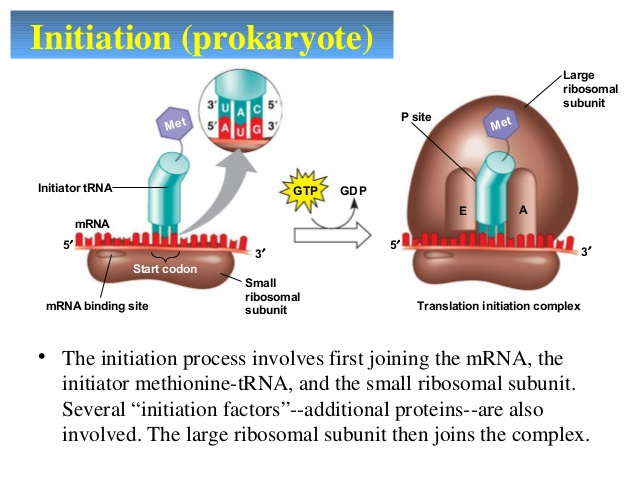 Initiation (prokaryote)
Large
ribosomal
subunit
P site
Met
3′ U A C 5′
5′ A U G 3′
Met
Initiator tRNA
GTP
GDP
E
A
mRNA
5′
3′
5′
3′
Start codon
mRNA binding site
Small
ribosomal
subunit
Translation initiation complex
• The initiation process involves first joining the mRNA, the
initiator methionine-tRNA, and the small ribosomal subunit.
Several “initiation factors”--additional proteins--are also
involved. The large ribosomal subunit then joins the complex.